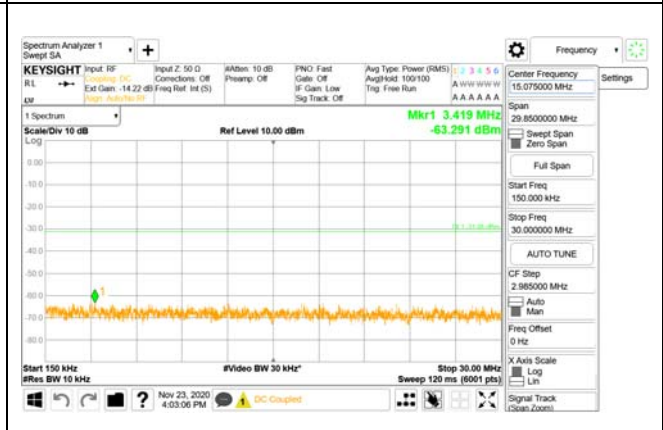 Spectrum Analyzer 1
Swept SA
+
Frequency
KEYSIGHT Input: RF
Coupling: DC
Align: Auto/No RF
RL
Input Z: 50 Ω
Corrections: Off
Ext Gain: -14.22 dB Freq Ref: Int (S)
#Atten: 10 dB
Preamp: Off
PNO: Fast
Gate: Off
IF Gain: Low
Sig Track: Off
Avg Type: Power (RMS)
Avg|Hold: 100/100
Trig: Free Run
1 2 3 4 5 6
A W W W W W
A A A A A A
1 Spectrum
Scale/Div 10 dB
Log
Ref Level 10.00 dBm
Mkr1 3.419 MHz
-63.291 dBm
0.00
-10.0
-20.0
-30.0
-40.0
-50.0
-60.0
-70.0
-80.0
1
Start 150 kHz
#Res BW 10 kHz
#Video BW 30 kHz*
Stop 30.00 MHz
Sweep 120 ms (6001 pts)
Center Frequency
15.075000 MHz
Settings
Span
29.8500000 MHz
Swept Span
Zero Span
Full Span
Start Freq
150.000 kHz
Stop Freq
30.000000 MHz
AUTO TUNE
CF Step
2.985000 MHz
Auto
Man
Freq Offset
0 Hz
X Axis Scale
Log
Lin
Signal Track
(Span Zoom)
?
Nov 23, 2020
4:03:06 PM
DC Coupled